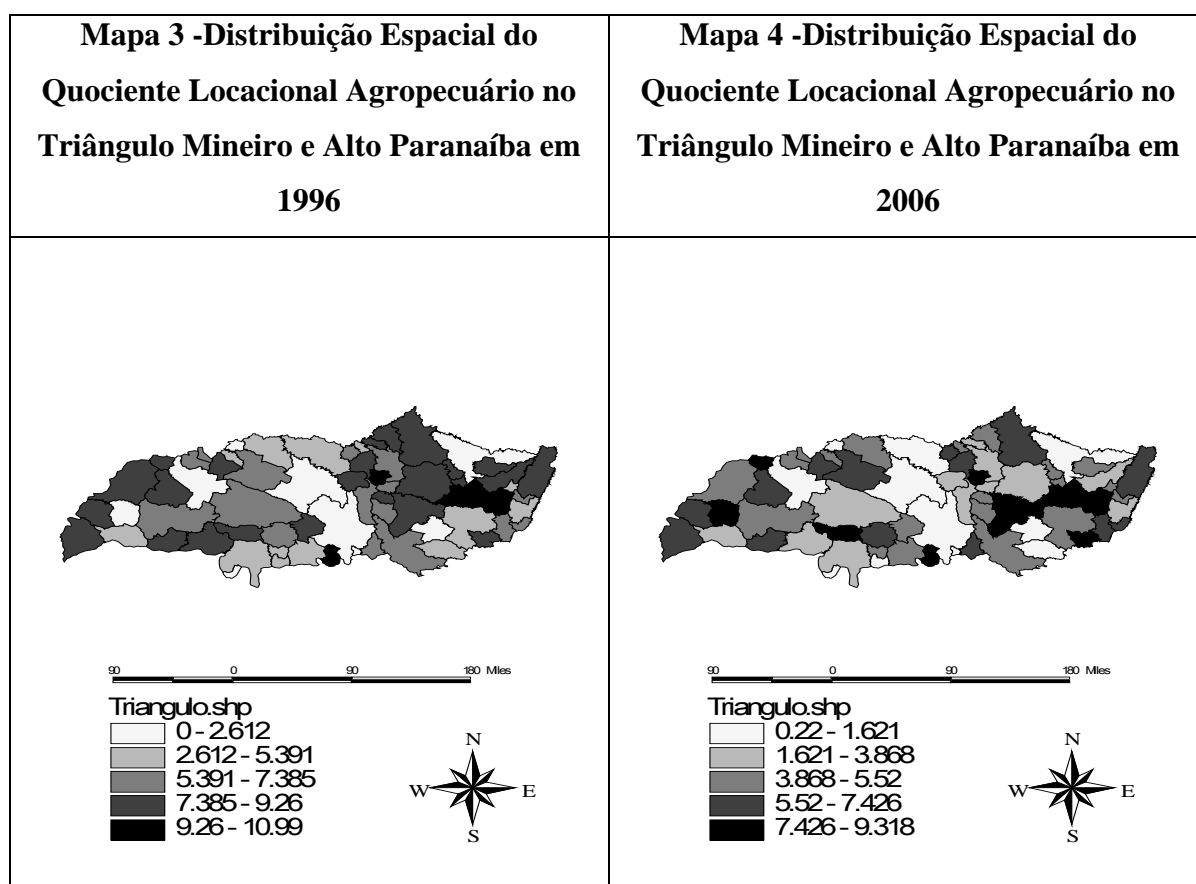 Mapa 3 -Distribuição Espacial do
Quociente Locacional Agropecuário no
Triângulo Mineiro e Alto Paranaíba em
1996
Mapa 4 -Distribuição Espacial do
Quociente Locacional Agropecuário no
Triângulo Mineiro e Alto Paranaíba em
2006
90 0 90 180 Miles
Triangulo.shp
0 - 2.612
2.612 - 5.391
5.391 - 7.385
7.385 - 9.26
9.26 - 10.99
N
W E
S
90 0 90 180 Miles
Triangulo.shp
0.22 - 1.621
1.621 - 3.868
3.868 - 5.52
5.52 - 7.426
7.426 - 9.318
N
W E
S